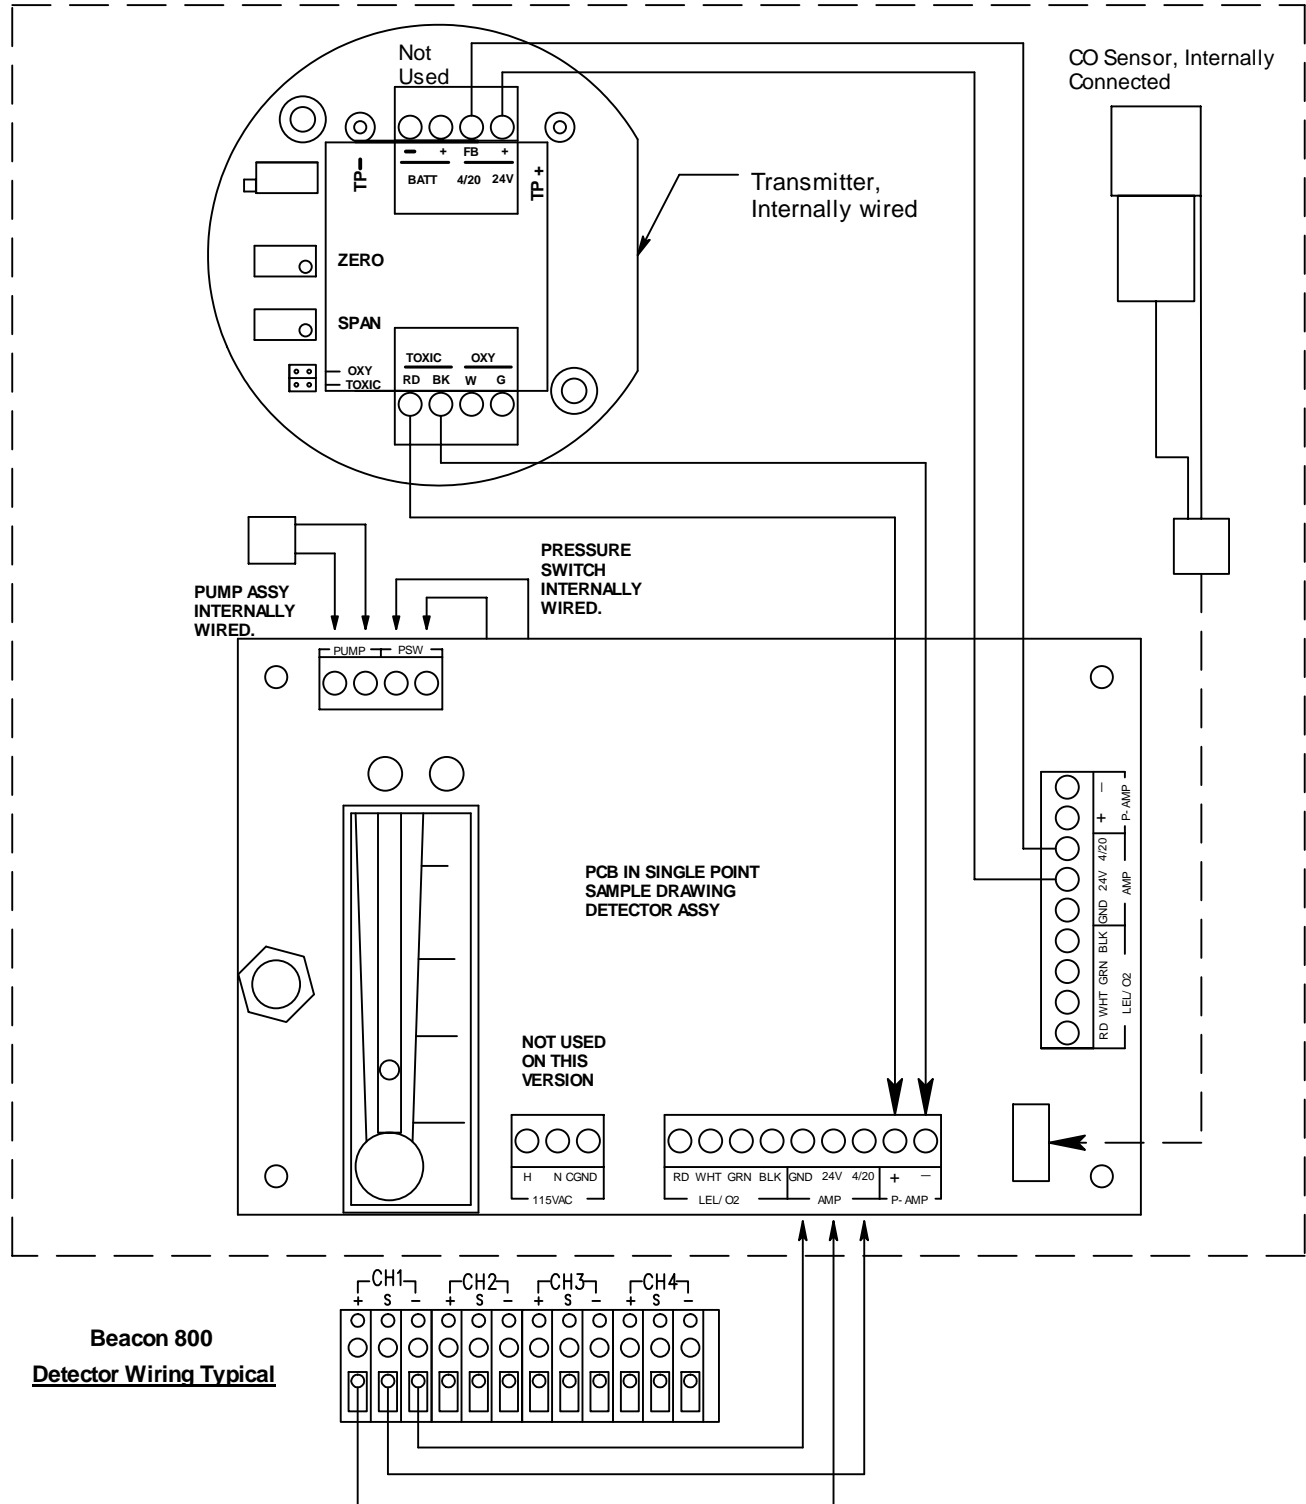 Not
Used
CO Sensor, Internally
Connected
− + FB +
BATT 4/20 24V
TP−
TP +
Transmitter,
Internally wired
ZERO
SPAN
OXY
TOXIC
TOXIC OXY
RD BK W G
PUMP ASSY
INTERNALLY
WIRED.
PRESSURE
SWITCH
INTERNALLY
WIRED.
PUMP PSW
PCB IN SINGLE POINT
SAMPLE DRAWING
DETECTOR ASSY
RD WHT GRN BLK GND 24V 4/20 + −
LEL/ O2 AMP P- AMP
NOT USED
ON THIS
VERSION
H N CGND
115VAC
RD WHT GRN BLK GND 24V 4/20 + −
LEL/ O2 AMP P- AMP
CH1 CH2 CH3 CH4
+ S − + S − + S − + S −
Beacon 800
Detector Wiring Typical